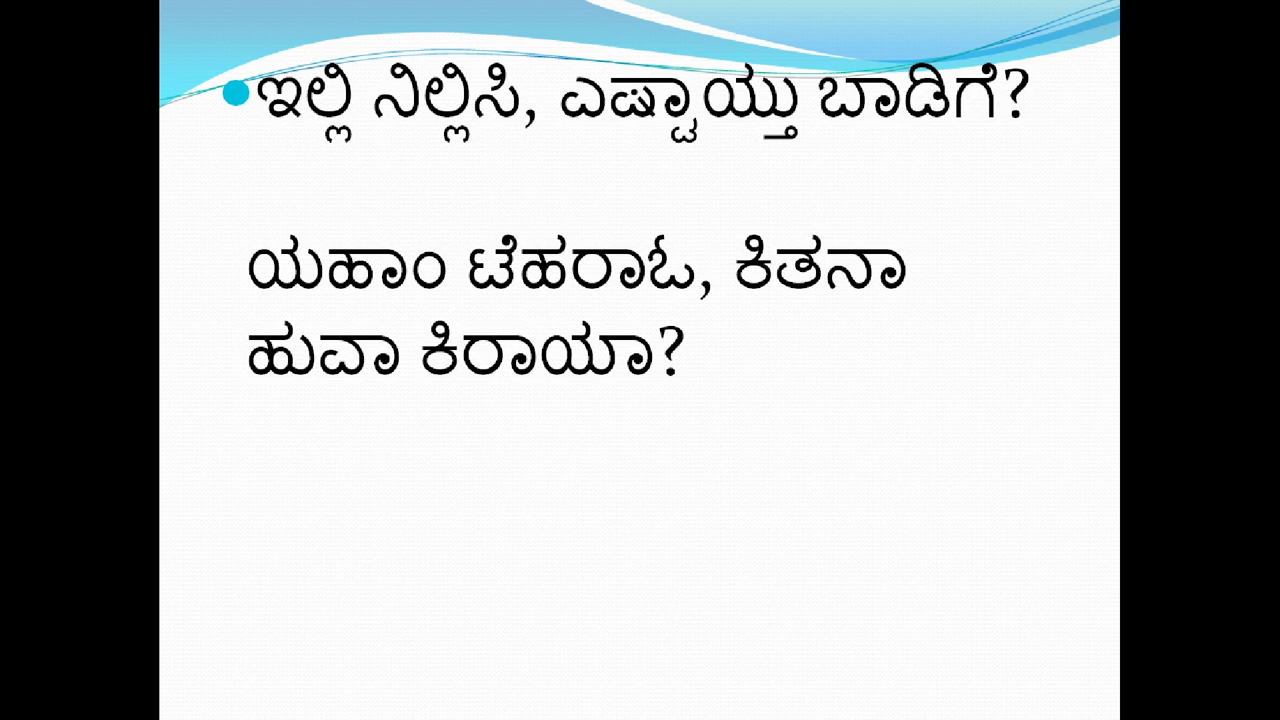 ಇಲ್ಲಿ ನಿಲ್ಲಿಸಿ, ಎಷ್ಟಾಯ್ತು ಬಾಡಿಗೆ?
ಯಹಾಂ ಟೆಹರಾಓ, ಕಿತನಾ
ಹುವಾ ಕಿರಾಯಾ?